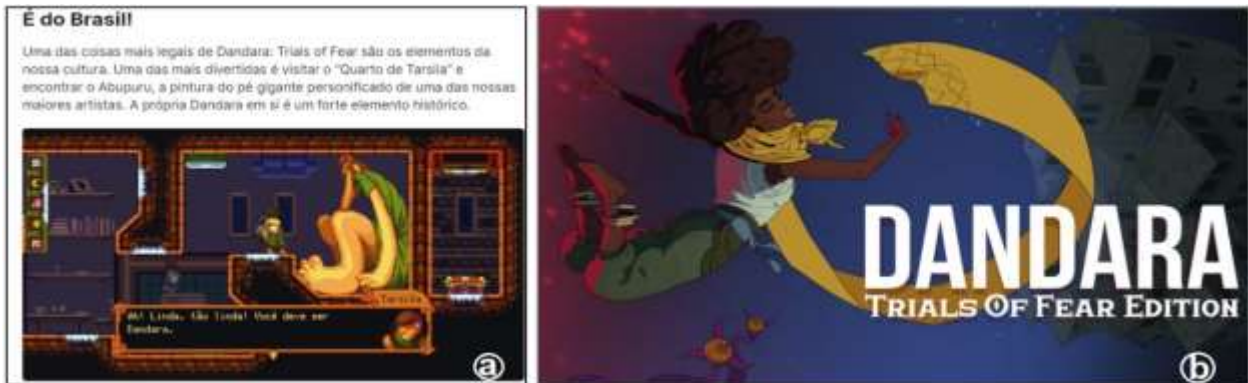 É do Brasil!
Uma das coisas mais legais de Dandara: Trials of Fear são os elementos da
nossa cultura. Uma das mais divertidas é visitar o "Quarto de Tarsila" e
encontrar o Abupuru, a pintura do pé gigante personificado de uma das nossas
maiores artistas. A própria Dandara em si é um forte elemento histórico.
Tarsila
Ah! Linda, tão linda! Você deve ser
Dandara.
a
DANDARA
TRIALS OF FEAR EDITION
b